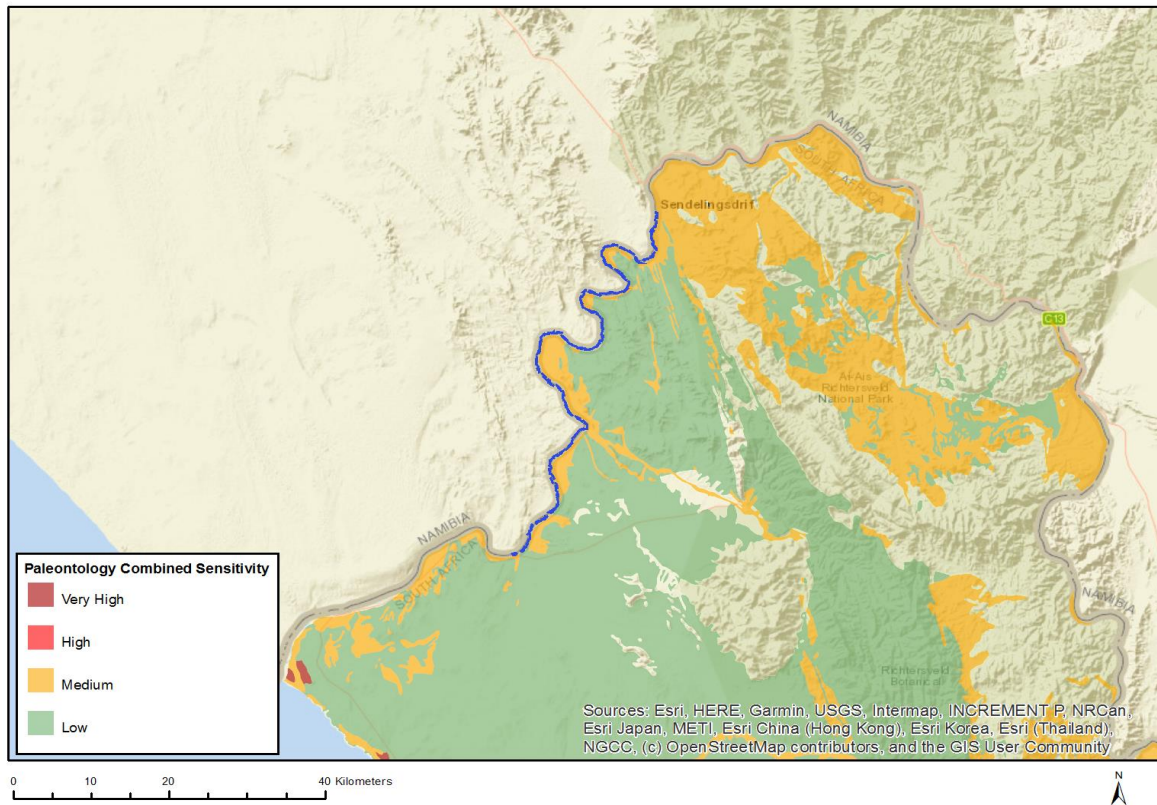 NAMIBIA
SOUTH AFRICA
Sendelingsdrif
C13
Ai-Ais
Richtersveld
National Park
NAMIBIA
SOUTH AFRICA
NAMIBIA
Richtersveld
Botanical
Paleontology Combined Sensitivity
Very High
High
Medium
Low
Sources: Esri, HERE, Garmin, USGS, Intermap, INCREMENT P, NRCan,
Esri Japan, METI, Esri China (Hong Kong), Esri Korea, Esri (Thailand),
NGCC, (c) OpenStreetMap contributors, and the GIS User Community
0 10 20 40 Kilometers
N